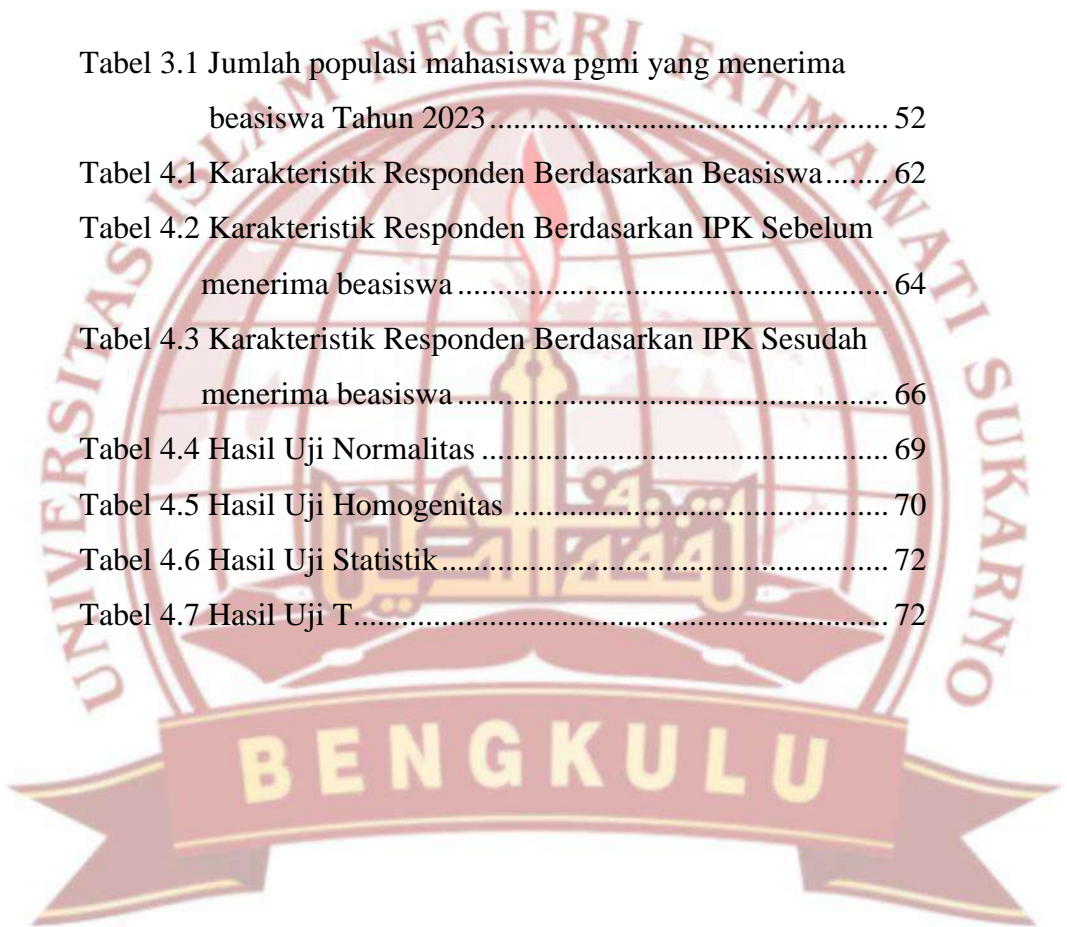 Tabel 3.1 Jumlah populasi mahasiswa pgmi yang menerima
beasiswa Tahun 2023............................................ 52
Tabel 4.1 Karakteristik Responden Berdasarkan Beasiswa........ 62
Tabel 4.2 Karakteristik Responden Berdasarkan IPK Sebelum
menerima beasiswa.............................................. 64
Tabel 4.3 Karakteristik Responden Berdasarkan IPK Sesudah
menerima beasiswa.............................................. 66
Tabel 4.4 Hasil Uji Normalitas........................................... 69
Tabel 4.5 Hasil Uji Homogenitas ........................................ 70
Tabel 4.6 Hasil Uji Statistik................................................ 72
Tabel 4.7 Hasil Uji T......................................................... 72
UNIVERSITAS ISLAM NEGERI FATMAWATI SUKARNO
BENGKULU